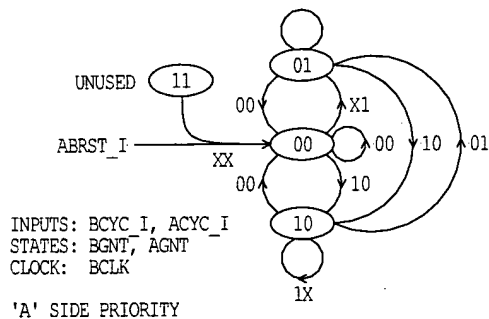 01
UNUSED 11
00 X1
ABRST_I 00 00 10 01
XX
00 10
10
INPUTS: BCYC_I, ACYC_I
STATES: BGNT, AGNT
CLOCK: BCLK
1X
'A' SIDE PRIORITY